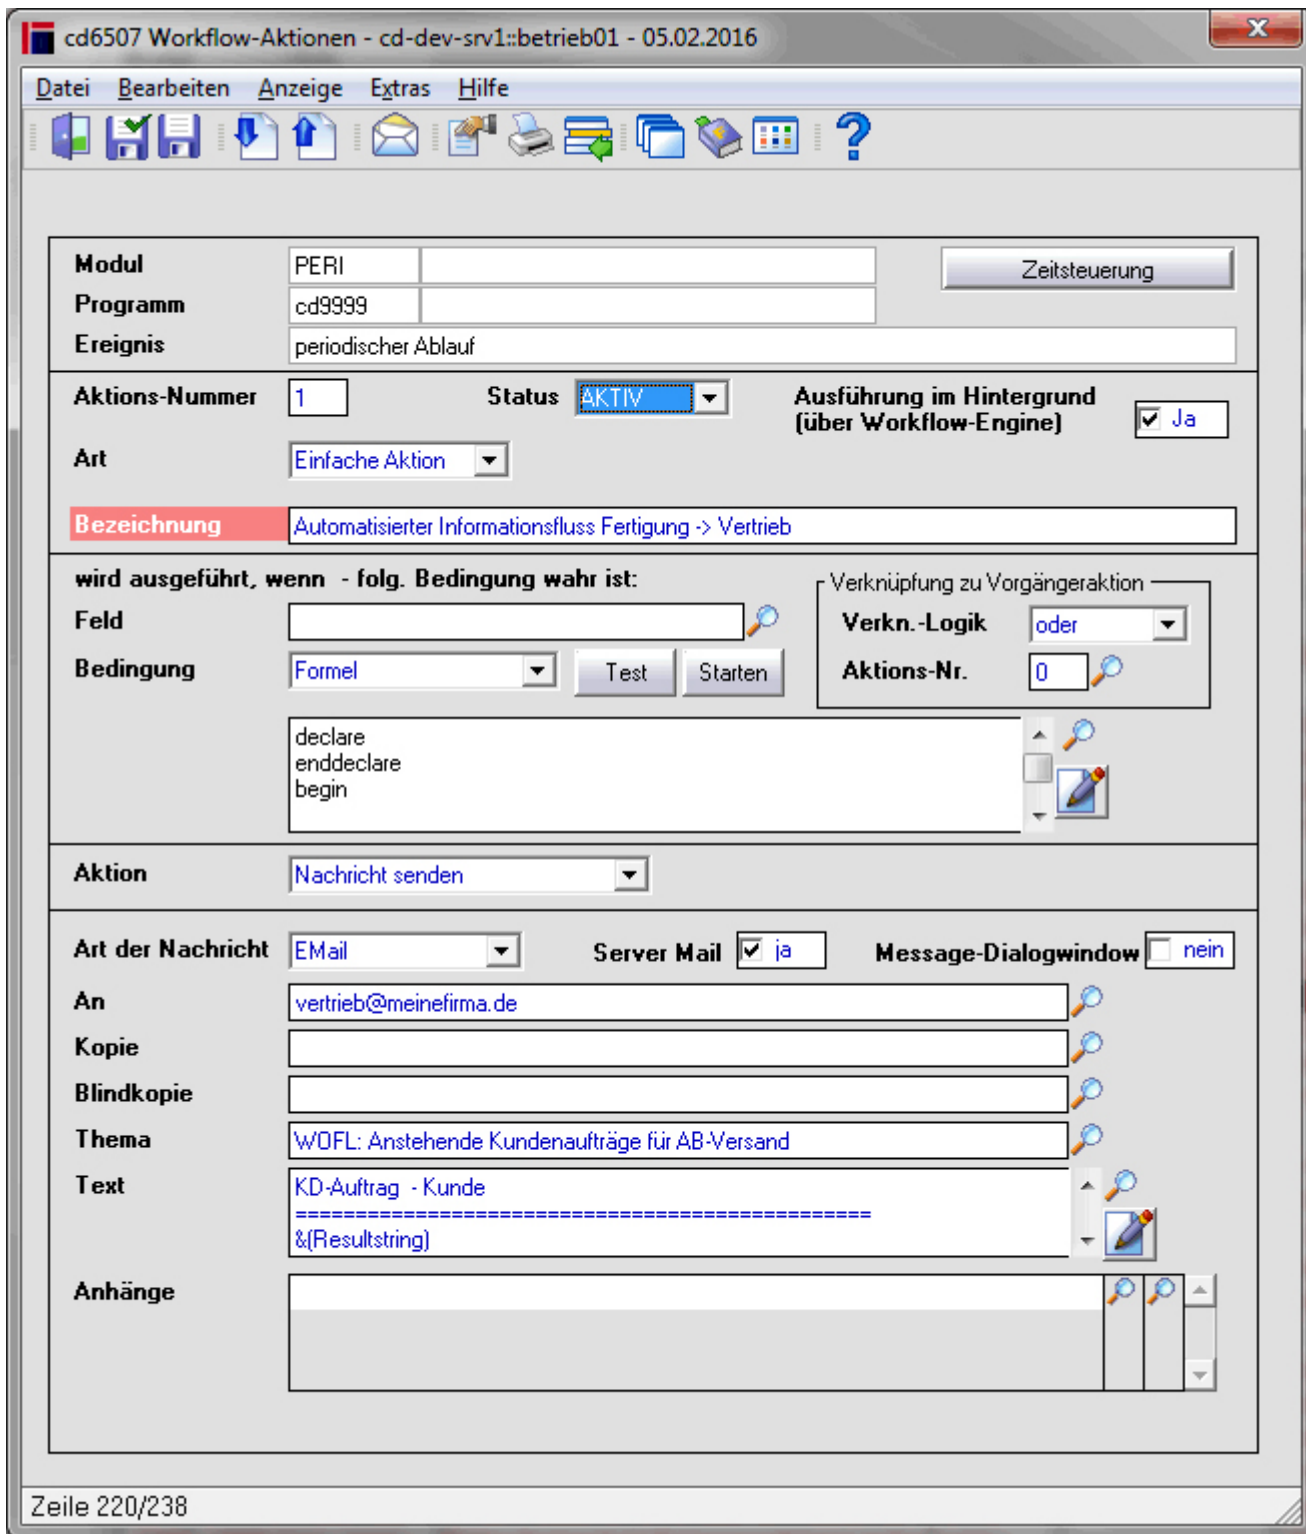 cd6507 Workflow-Aktionen - cd-dev-srv1::betrieb01 - 05.02.2016
Datei Bearbeiten Anzeige Extras Hilfe
Modul PERI Zeitsteuerung
Programm cd9999
Ereignis periodischer Ablauf
Aktions-Nummer 1 Status AKTIV Ausführung im Hintergrund
(über Workflow-Engine) Ja
Art Einfache Aktion
Bezeichnung Automatisierter Informationsfluss Fertigung -> Vertrieb
wird ausgeführt, wenn - folg. Bedingung wahr ist: Verknüpfung zu Vorgängeraktion
Feld Verkn.-Logik oder
Bedingung Formel Test Starten Aktions-Nr. 0
declare
enddeclare
begin
Aktion Nachricht senden
Art der Nachricht EMail Server Mail ja Message-Dialogwindow nein
An vertrieb@meinefirma.de
Kopie
Blindkopie
Thema WOFL: Anstehende Kundenaufträge für AB-Versand
Text KD-Auftrag - Kunde
================================================
&(Resultstring)
Anhänge
Zeile 220/238